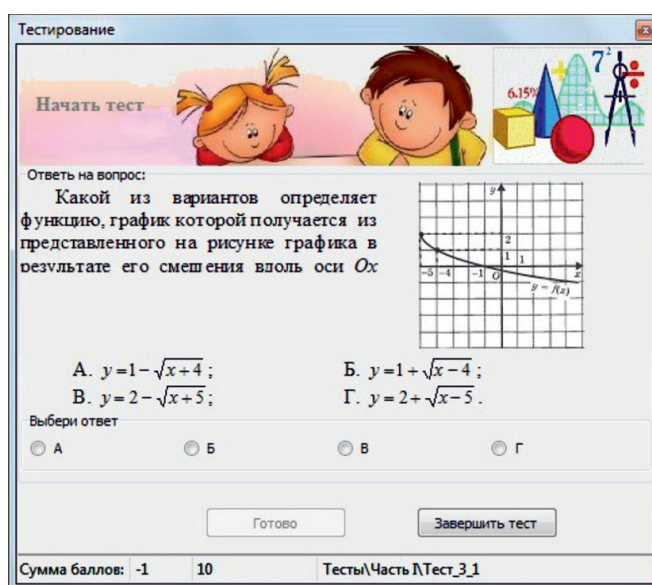 Тестирование
Начать тест
6.15%
7²
Ответь на вопрос:
Какой из вариантов определяет
функцию, график которой получается из
представленного на рисунке графика в
результате его смещения вдоль оси Ox
y
2
1
1
-5
-4
-1
O
x
y = f(x)
А. y=1−√(x+4) ;
Б. y=1+√(x−4) ;
В. y=2−√(x+5);
Г. y=2+√(x−5) .
Выбери ответ
А
Б
В
Г
Готово
Завершить тест
Сумма баллов: -1 10 Тесты\Часть I\Тест_3_1